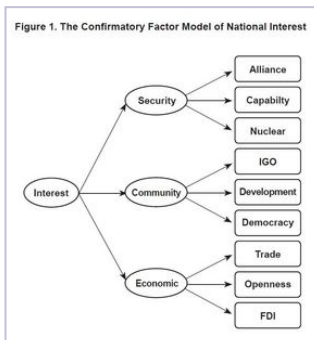 Figure 1. The Confirmatory Factor Model of National Interest
Alliance
Security
Capabilty
Nuclear
IGO
Interest
Community
Development
Democracy
Trade
Economic
Openness
FDI